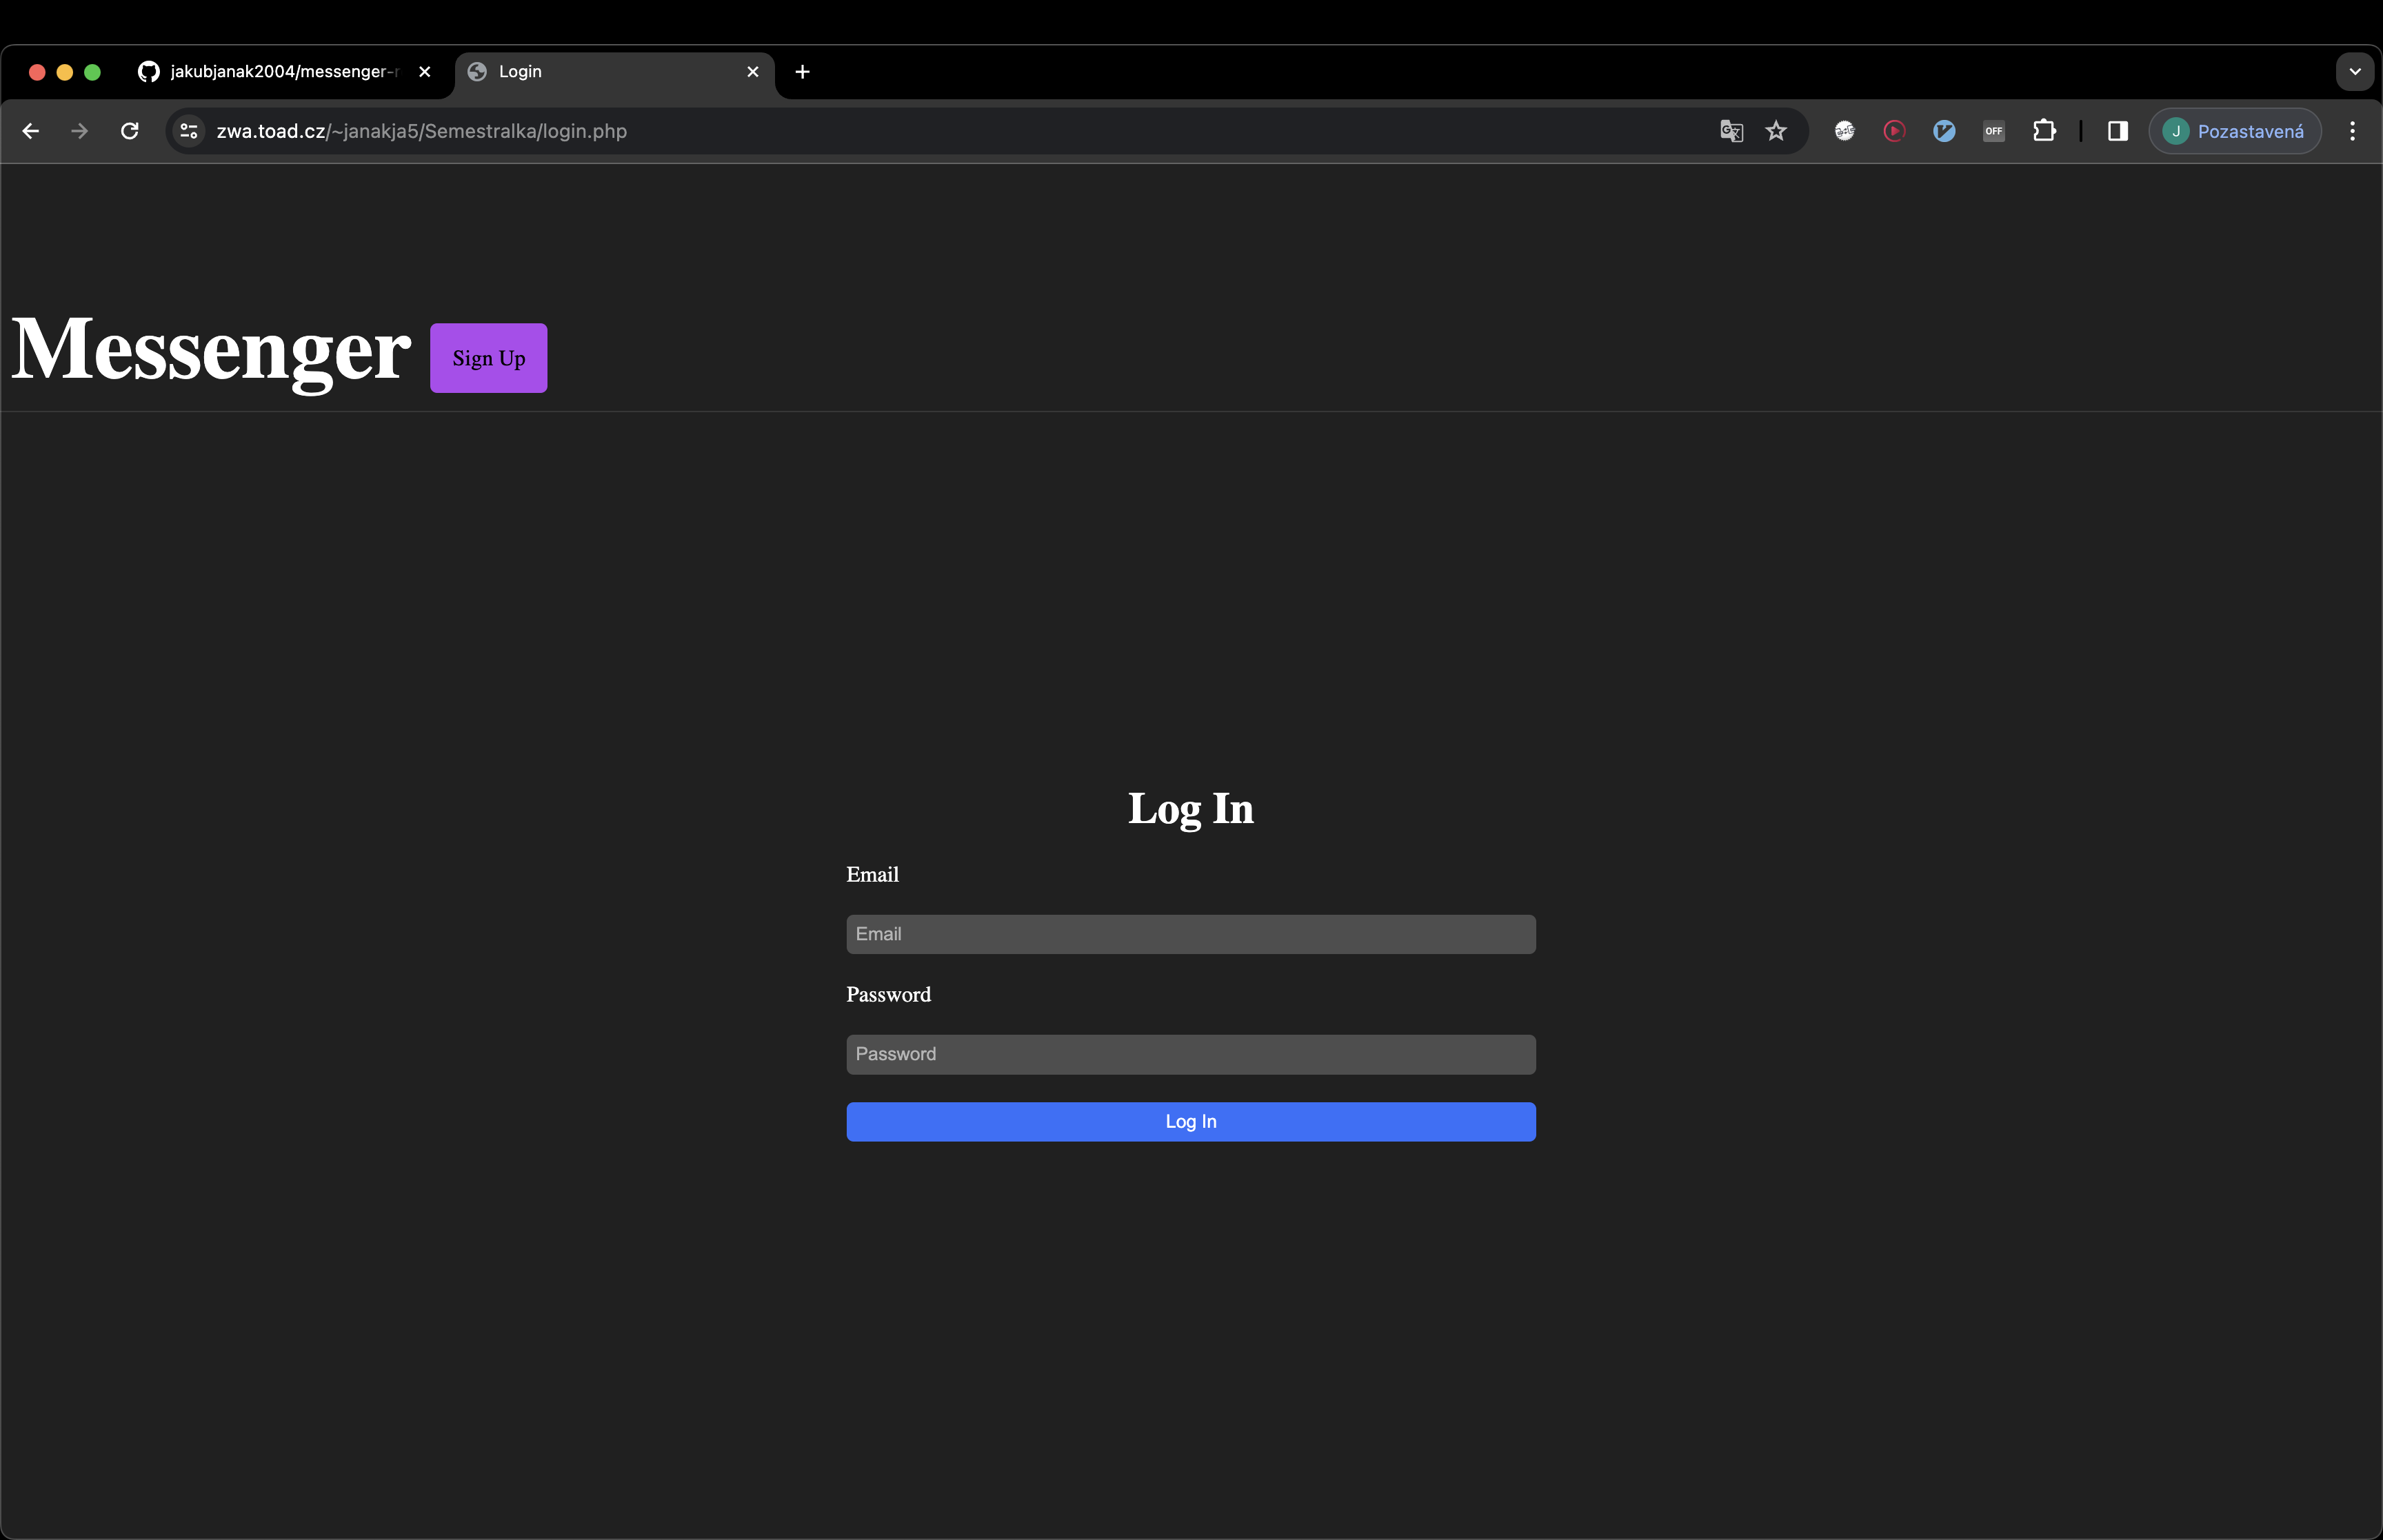 jakubjanak2004/messenger-r
Login
zwa.toad.cz/~janakja5/Semestralka/login.php
OFF
J Pozastavená
Messenger
Sign Up
Log In
Email
Email
Password
Password
Log In